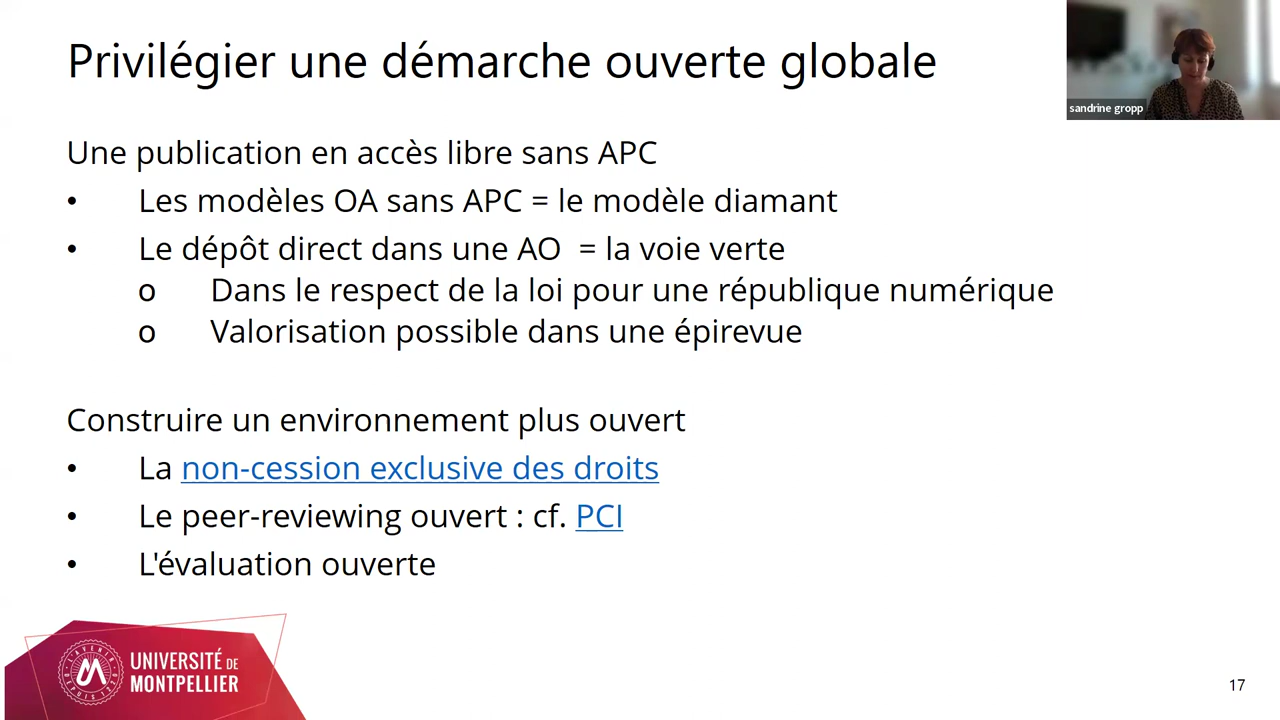 Privilégier une démarche ouverte globale
sandrine gropp
Une publication en accès libre sans APC
• Les modèles OA sans APC = le modèle diamant
• Le dépôt direct dans une AO = la voie verte
o Dans le respect de la loi pour une république numérique
o Valorisation possible dans une épirevue
Construire un environnement plus ouvert
• La non-cession exclusive des droits
• Le peer-reviewing ouvert : cf. PCI
• L'évaluation ouverte
UNIVERSITÉ DE
MONTPELLIER
17